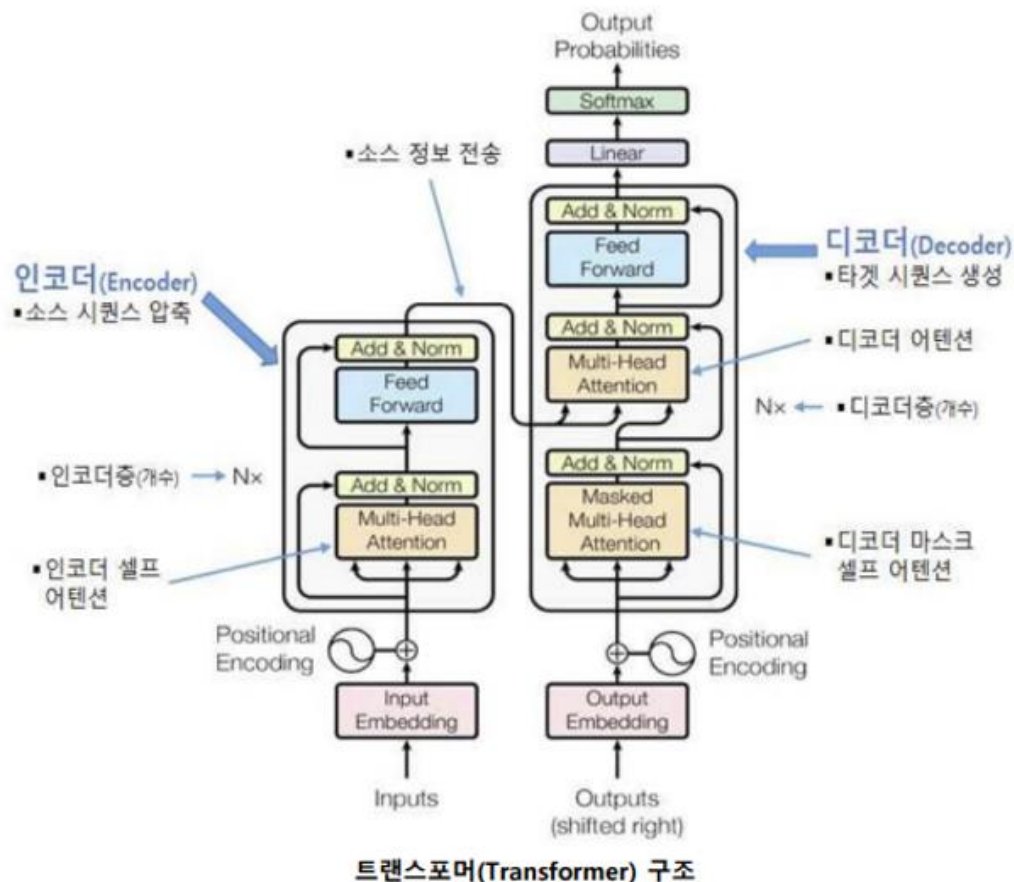 Output
Probabilities
Softmax
Linear
▪소스 정보 전송
Add & Norm
Feed
Forward
디코더(Decoder)
▪타겟 시퀀스 생성
인코더(Encoder)
▪소스 시퀀스 압축
Add & Norm
Multi-Head
Attention
▪디코더 어텐션
Add & Norm
Feed
Forward
Nx
▪디코더층(개수)
▪인코더층(개수)
Nx
Add & Norm
Multi-Head
Attention
Add & Norm
Masked
Multi-Head
Attention
▪디코더 마스크
셀프 어텐션
▪인코더 셀프
어텐션
Positional
Encoding
Positional
Encoding
Input
Embedding
Output
Embedding
Inputs
Outputs
(shifted right)
트랜스포머(Transformer) 구조